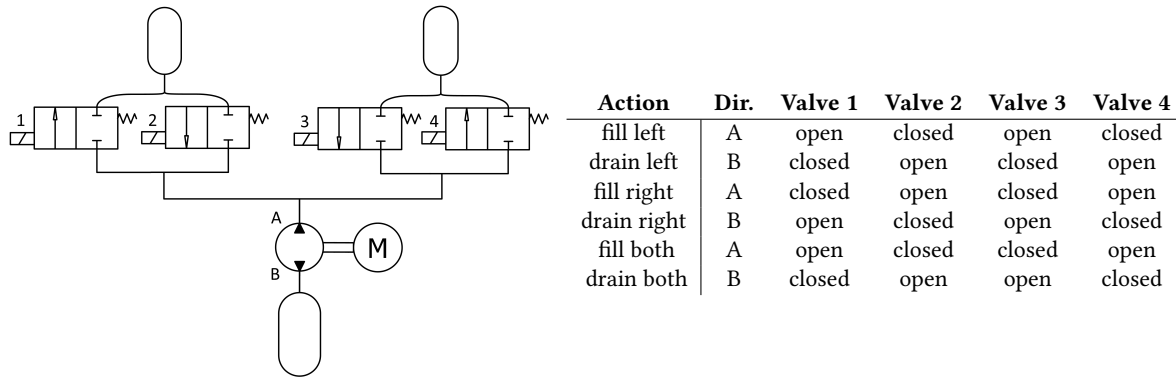 1
2
3
4
A
B
M
Action Dir. Valve 1 Valve 2 Valve 3 Valve 4
fill left A open closed open closed
drain left B closed open closed open
fill right A closed open closed open
drain right B open closed open closed
fill both A open closed closed open
drain both B closed open open closed